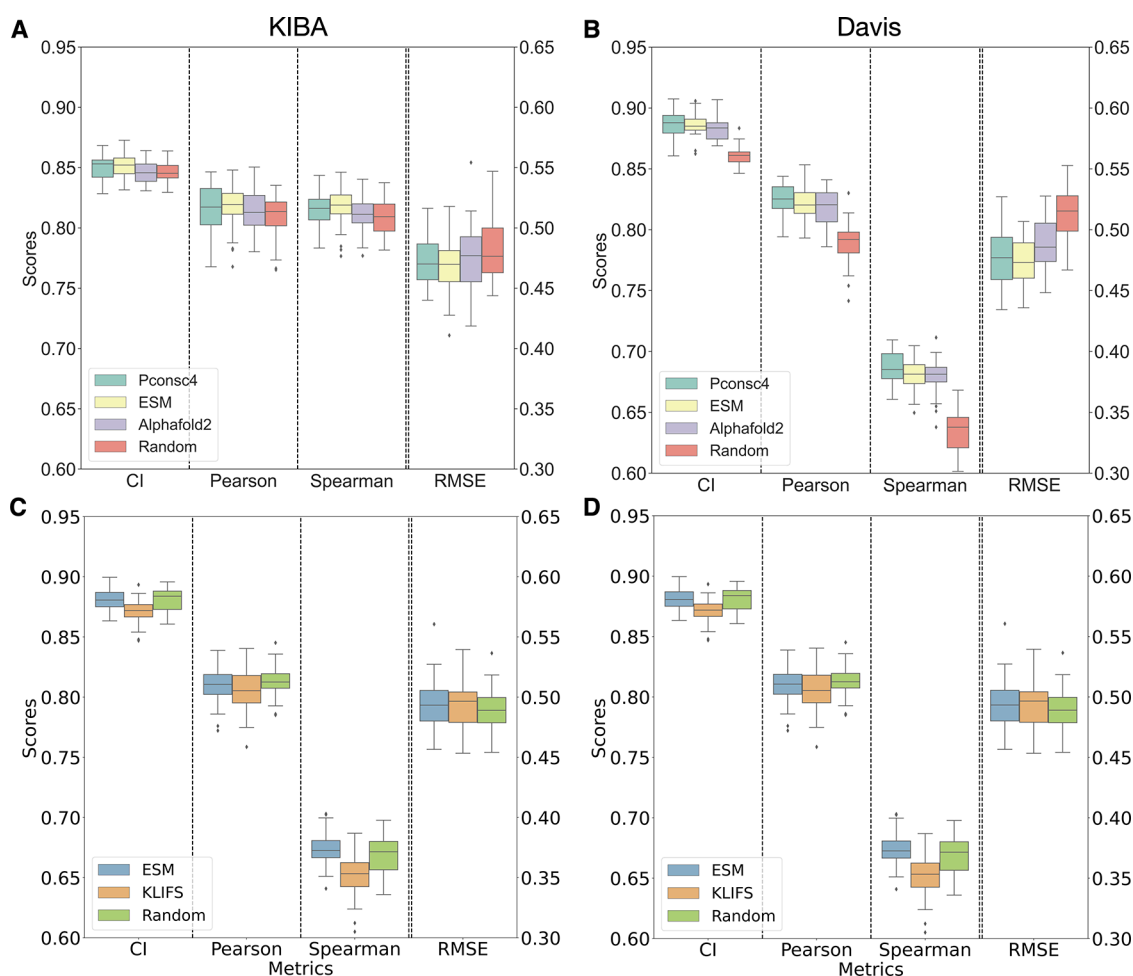 A
KIBA
B
Davis
0.95
0.90
0.85
0.80
0.75
0.70
0.65
0.60
Scores
0.65
0.60
0.55
0.50
0.45
0.40
0.35
0.30
Pconsc4
ESM
Alphafold2
Random
CI
Pearson
Spearman
RMSE
0.95
0.90
0.85
0.80
0.75
0.70
0.65
0.60
Scores
0.65
0.60
0.55
0.50
0.45
0.40
0.35
0.30
Pconsc4
ESM
Alphafold2
Random
CI
Pearson
Spearman
RMSE
C
0.95
0.90
0.85
0.80
0.75
0.70
0.65
0.60
Scores
0.65
0.60
0.55
0.50
0.45
0.40
0.35
0.30
ESM
KLIFS
Random
CI
Pearson
Spearman
RMSE
Metrics
D
0.95
0.90
0.85
0.80
0.75
0.70
0.65
0.60
Scores
0.65
0.60
0.55
0.50
0.45
0.40
0.35
0.30
ESM
KLIFS
Random
CI
Pearson
Spearman
RMSE
Metrics